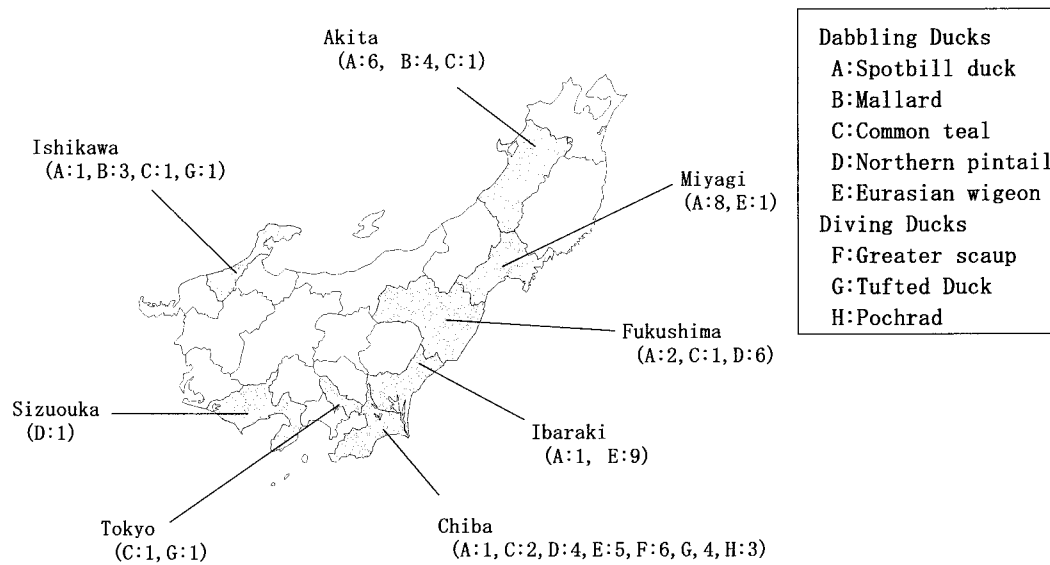 Akita
(A:6, B:4, C:1)
Ishikawa
(A:1, B:3, C:1, G:1)
Miyagi
(A:8, E:1)
Fukushima
(A:2, C:1, D:6)
Sizuouka
(D:1)
Ibaraki
(A:1, E:9)
Tokyo
(C:1, G:1)
Chiba
(A:1, C:2, D:4, E:5, F:6, G, 4, H:3)
Dabbling Ducks
A:Spotbill duck
B:Mallard
C:Common teal
D:Northern pintail
E:Eurasian wigeon
Diving Ducks
F:Greater scaup
G:Tufted Duck
H:Pochrad